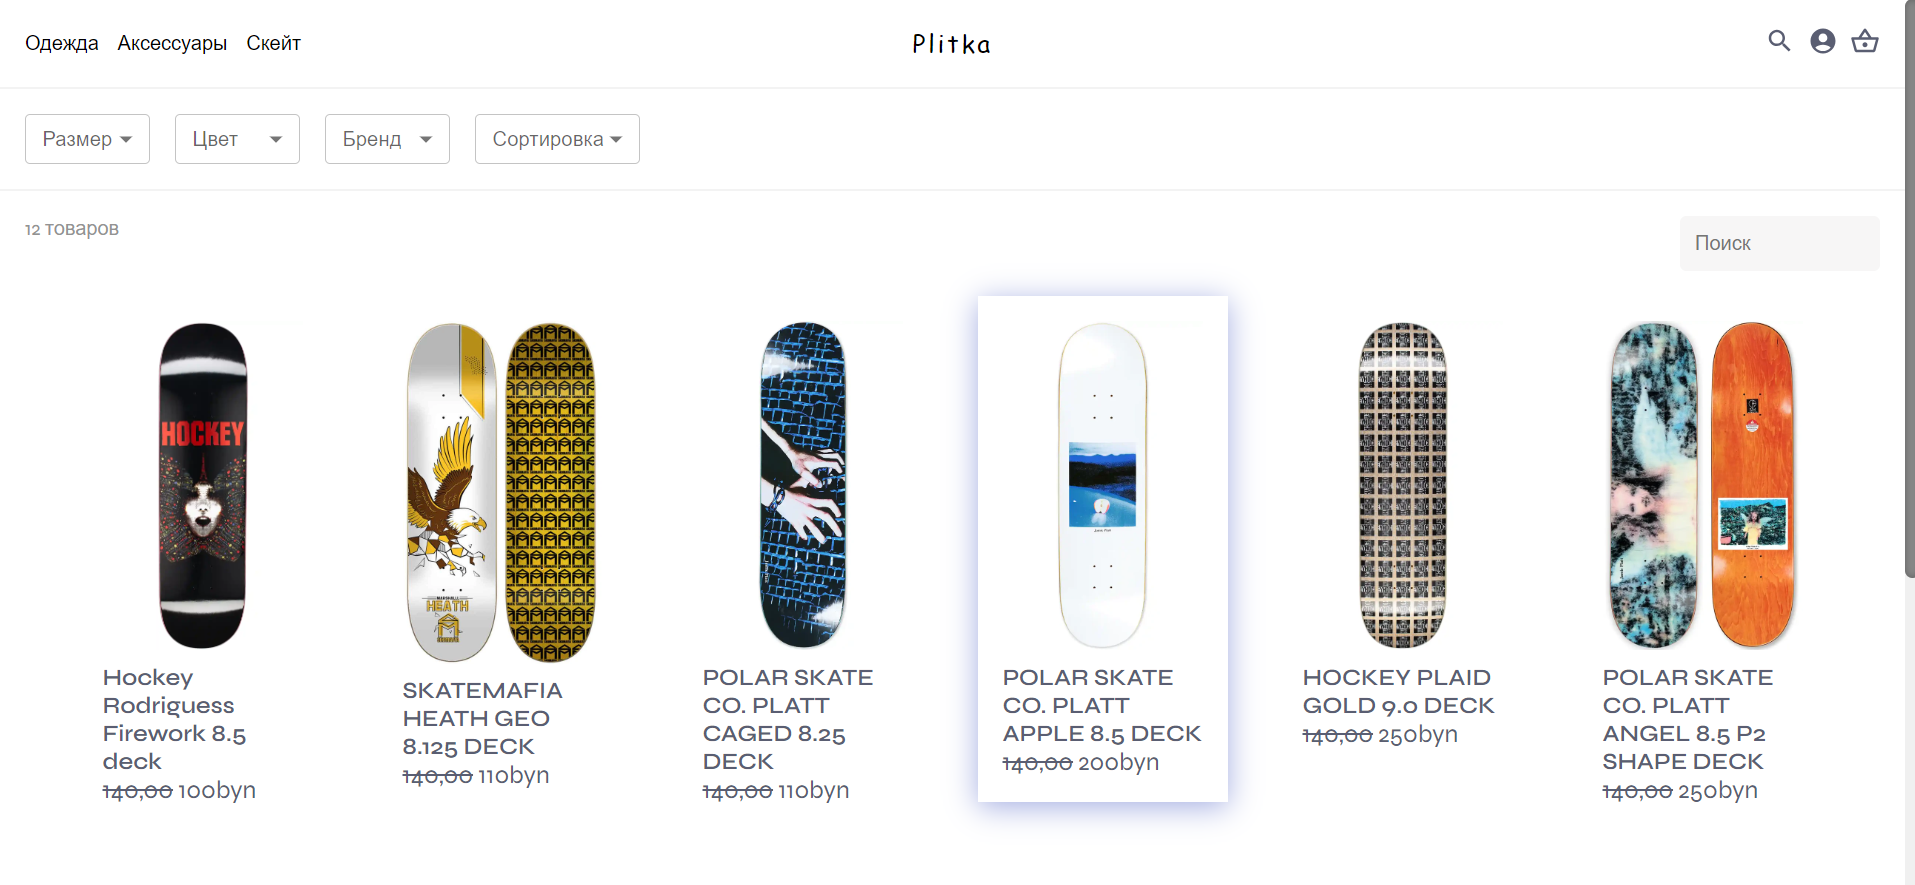 Одежда Аксессуары Скейт
Plitka
Размер
Цвет
Бренд
Сортировка
12 товаров
Поиск
HOCKEY
HEATH
Hockey
Rodriguess
Firework 8.5
deck
140,00 100byn
SKATEMAFIA
HEATH GEO
8.125 DECK
140,00 110byn
POLAR SKATE
CO. PLATT
CAGED 8.25
DECK
140,00 110byn
POLAR SKATE
CO. PLATT
APPLE 8.5 DECK
140,00 200byn
HOCKEY PLAID
GOLD 9.0 DECK
140,00 250byn
POLAR SKATE
CO. PLATT
ANGEL 8.5 P2
SHAPE DECK
140,00 250byn